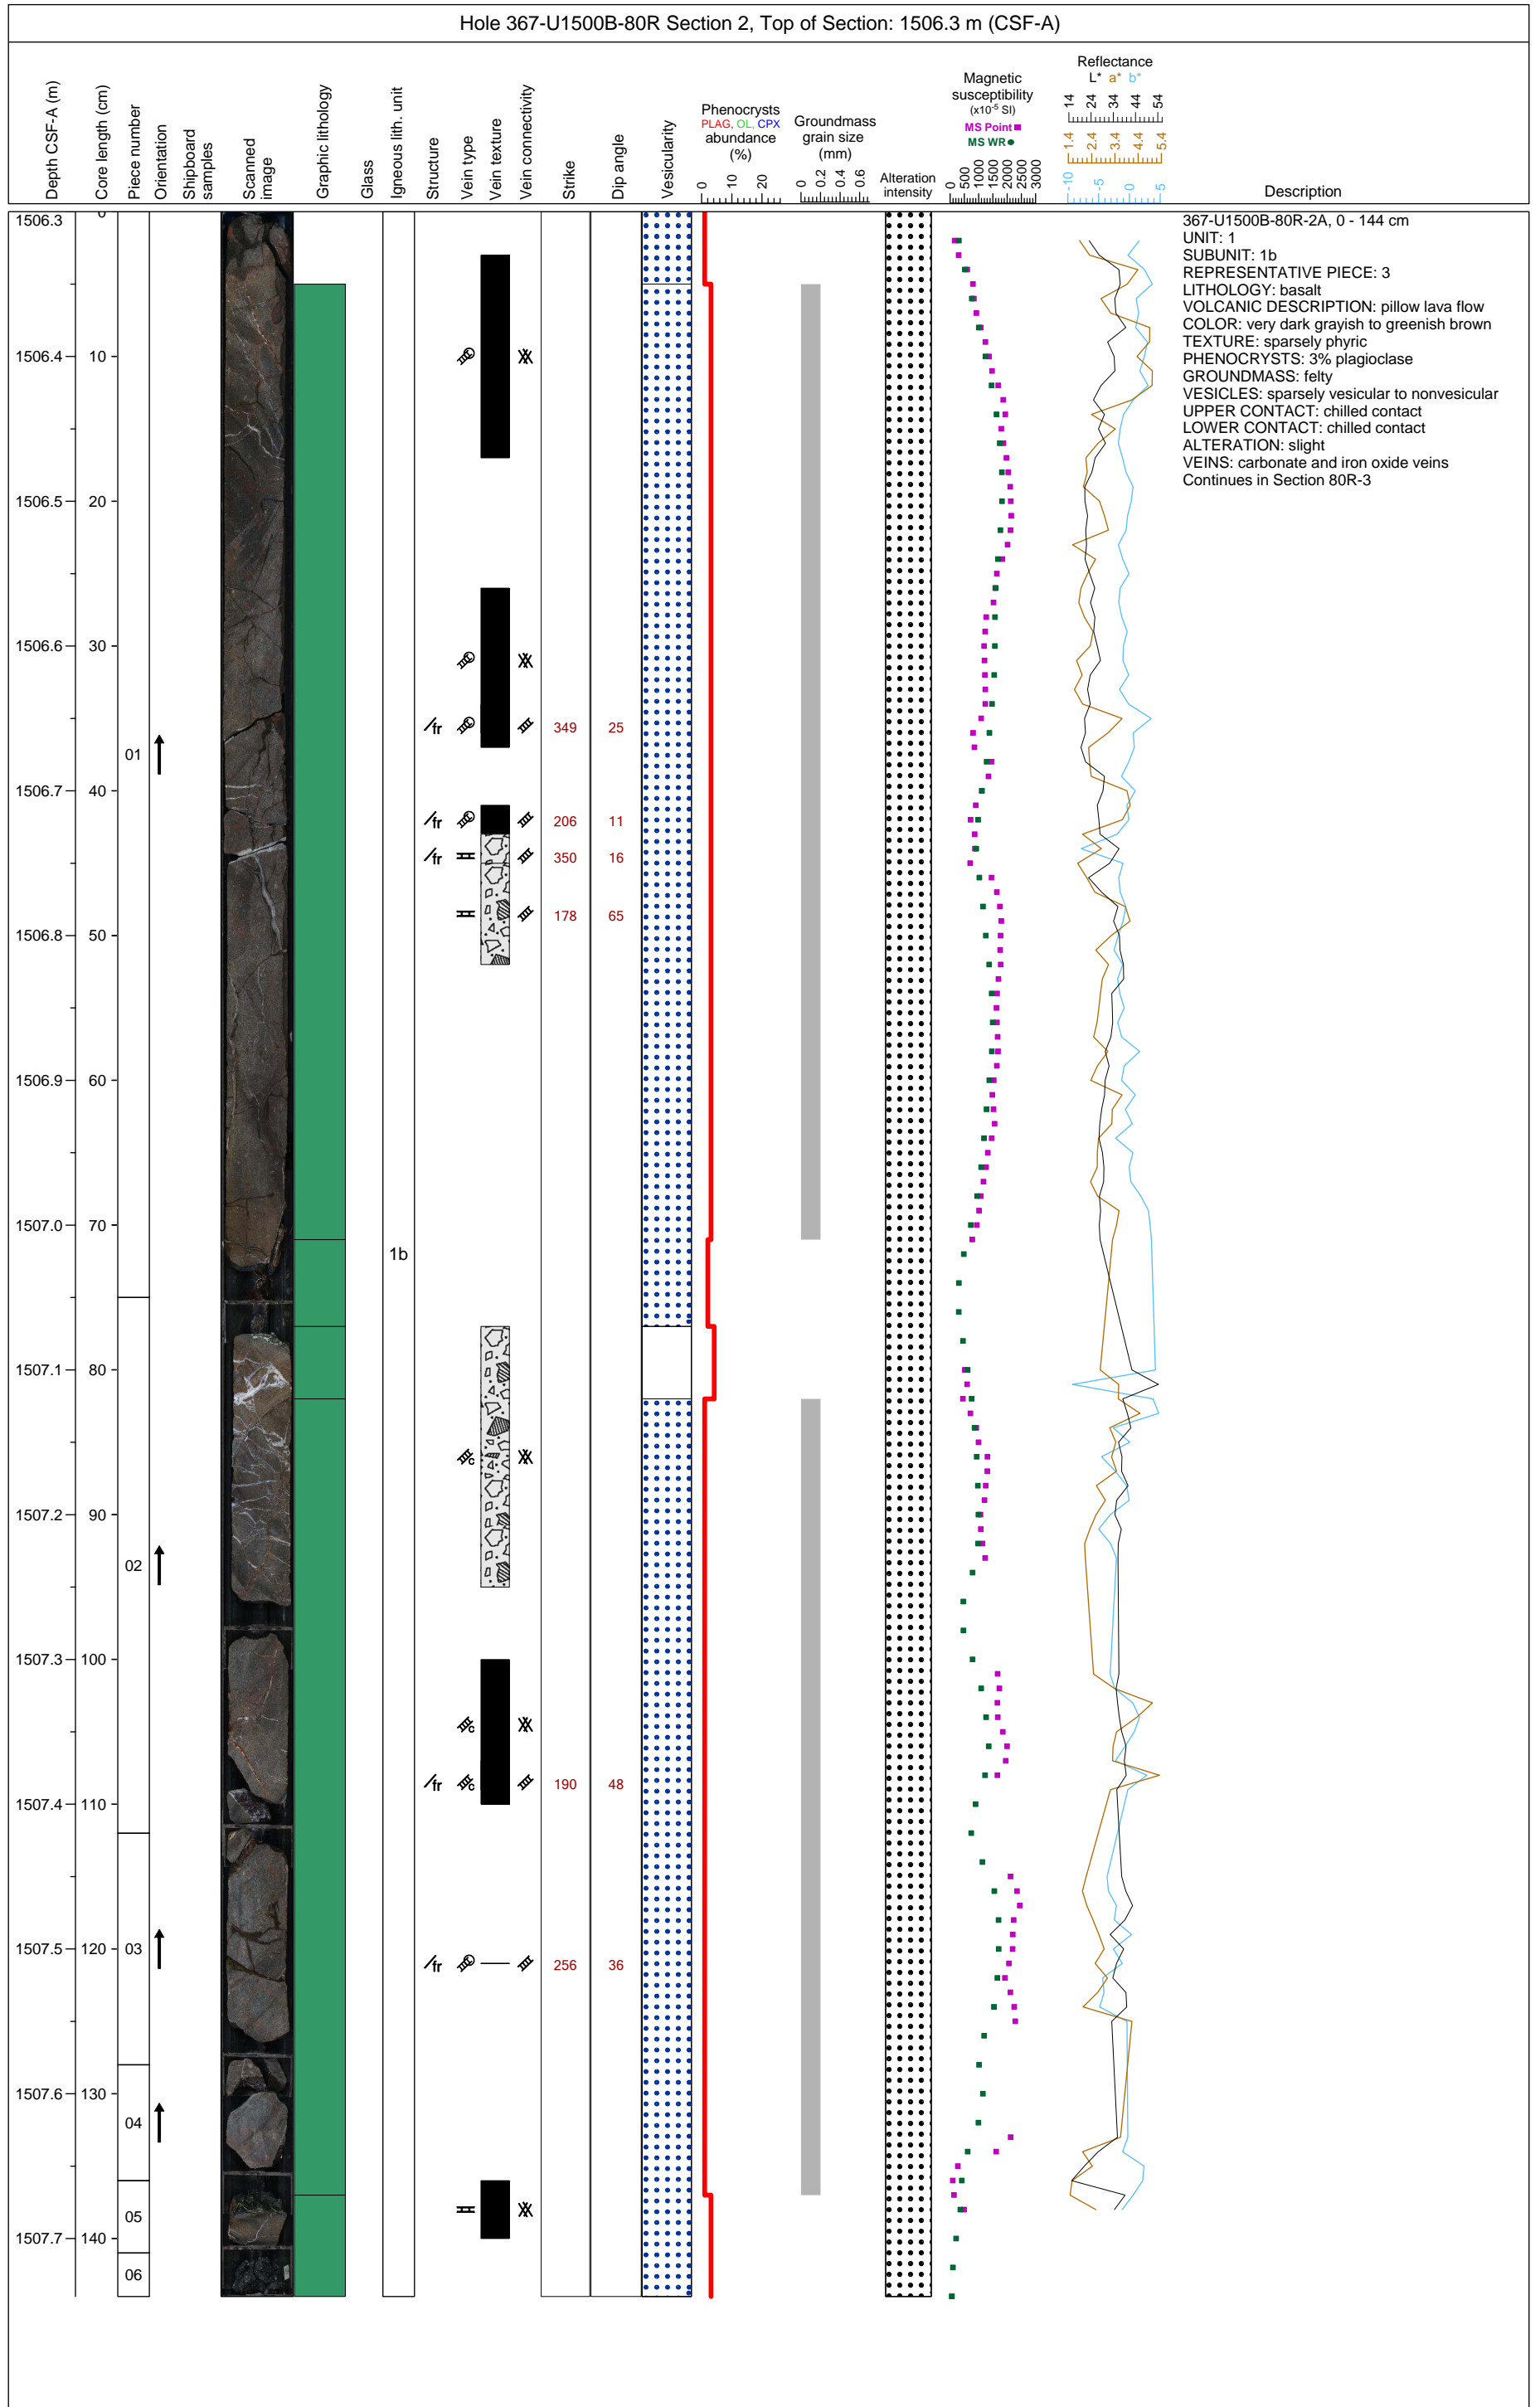 Hole 367-U1500B-80R Section 2, Top of Section: 1506.3 m (CSF-A)
Depth CSF-A (m)
Core length (cm)
Piece number
Orientation
Shipboard
samples
Scanned
image
Graphic lithology
Glass
Igneous lith. unit
Structure
Vein type
Vein texture
Vein connectivity
Strike
Dip angle
Vesicularity
Phenocrysts
PLAG, OL, CPX
abundance
(%)
0 10 20
Groundmass
grain size
(mm)
0 0.2 0.4 0.6
Alteration
intensity
Magnetic
susceptibility
(x10-5 SI)
MS Point
MS WR
0 500 1000 1500 2000 2500 3000
Reflectance
L* a* b*
14 24 34 44 54
1.4 2.4 3.4 4.4 5.4
-10 -5 0 5
Description
1506.3 0
367-U1500B-80R-2A, 0 - 144 cm
UNIT: 1
SUBUNIT: 1b
REPRESENTATIVE PIECE: 3
LITHOLOGY: basalt
VOLCANIC DESCRIPTION: pillow lava flow
COLOR: very dark grayish to greenish brown
TEXTURE: sparsely phyric
PHENOCRYSTS: 3% plagioclase
GROUNDMASS: felty
VESICLES: sparsely vesicular to nonvesicular
UPPER CONTACT: chilled contact
LOWER CONTACT: chilled contact
ALTERATION: slight
VEINS: carbonate and iron oxide veins
Continues in Section 80R-3
1506.4 10
1506.5 20
1506.6 30
fr 349 25
01
1506.7 40
fr 206 11
fr 350 16
178 65
1506.8 50
1506.9 60
1507.0 70
1b
1507.1 80
c
1507.2 90
02
1507.3 100
c
fr c 190 48
1507.4 110
1507.5 120
03
fr 256 36
1507.6 130
04
05
1507.7 140
06